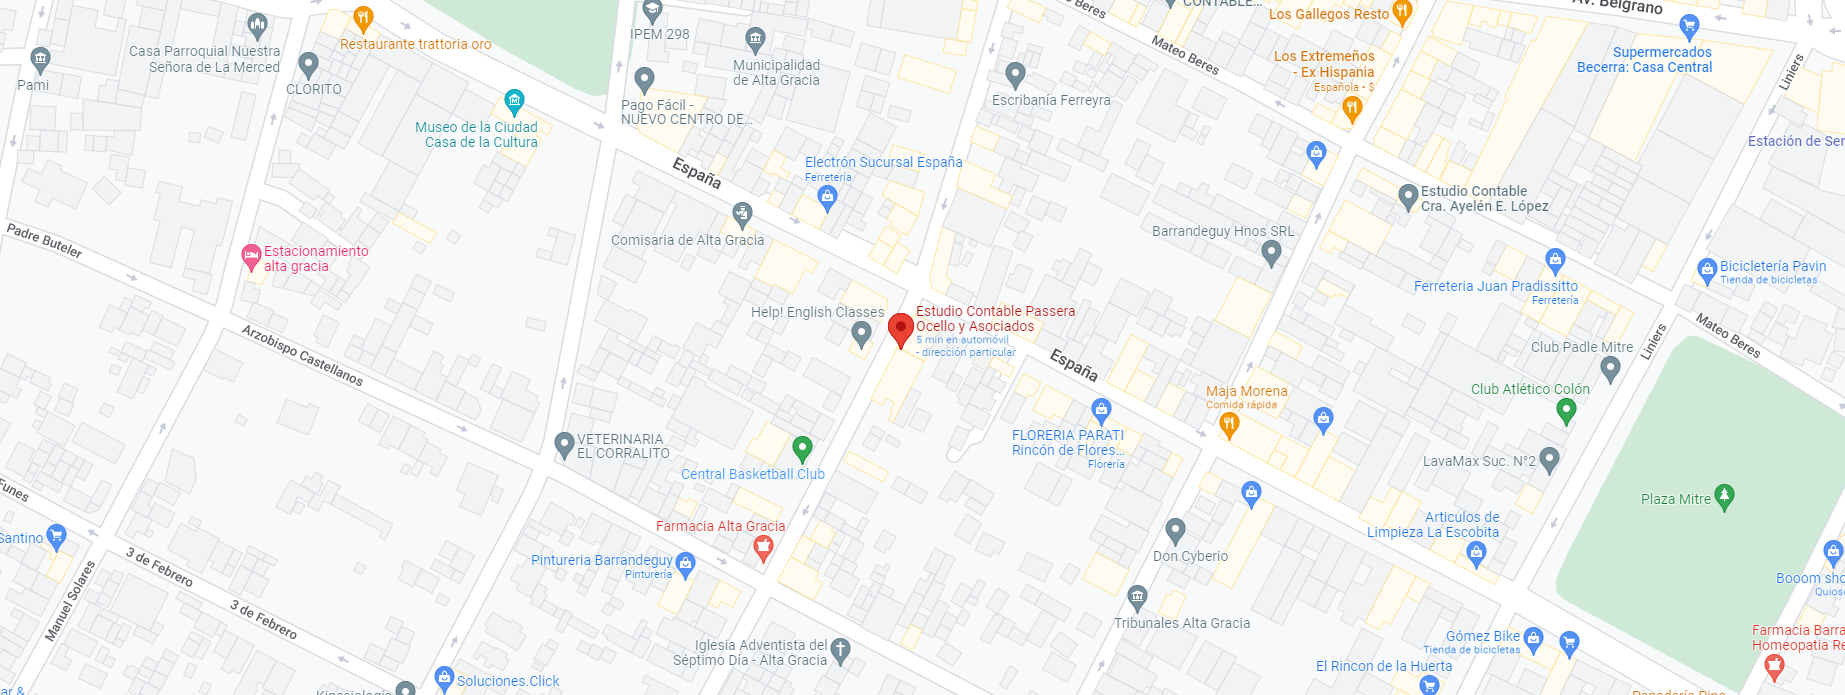 Beres
CONTABLE...
Los Gallegos Resto
Av. Belgrano
Casa Parroquial Nuestra
Señora de La Merced
Restaurante trattoria oro
IPEM 298
Municipalidad
de Alta Gracia
Mateo Beres
Los Extremeños
- Ex Hispania
Española • $
Supermercados
Becerra: Casa Central
Liniers
Pami
CLORITO
Pago Fácil -
NUEVO CENTRO DE...
Escribanía Ferreyra
Museo de la Ciudad
Casa de la Cultura
Estación de Ser
España
Electrón Sucursal España
Ferretería
Estudio Contable
Cra. Ayelén E. López
Padre Buteler
Comisaria de Alta Gracia
Barrandeguy Hnos SRL
Estacionamiento
alta gracia
Bicicletería Pavin
Tienda de bicicletas
Ferreteria Juan Pradissitto
Ferretería
Help! English Classes
Estudio Contable Passera
Ocello y Asociados
5 min en automóvil
- dirección particular
Arzobispo Castellanos
España
Mateo Beres
Liniers
Club Padle Mitre
Maja Morena
Comida rápida
Club Atlético Colón
VETERINARIA
EL CORRALITO
FLORERIA PARATI
Rincón de Flores...
Florería
Central Basketball Club
LavaMax Suc. N°2
Funes
Plaza Mitre
Farmacia Alta Gracia
Santino
Articulos de
Limpieza La Escobita
Pintureria Barrandeguy
Pinturería
Don Cyberio
3 de Febrero
Manuel Solares
3 de Febrero
Booom sho
Quios
Tribunales Alta Gracia
Iglesia Adventista del
Séptimo Día - Alta Gracia
Gómez Bike
Tienda de bicicletas
Farmacia Barra
Homeopatia Re
El Rincon de la Huerta
Soluciones.Click
ar &